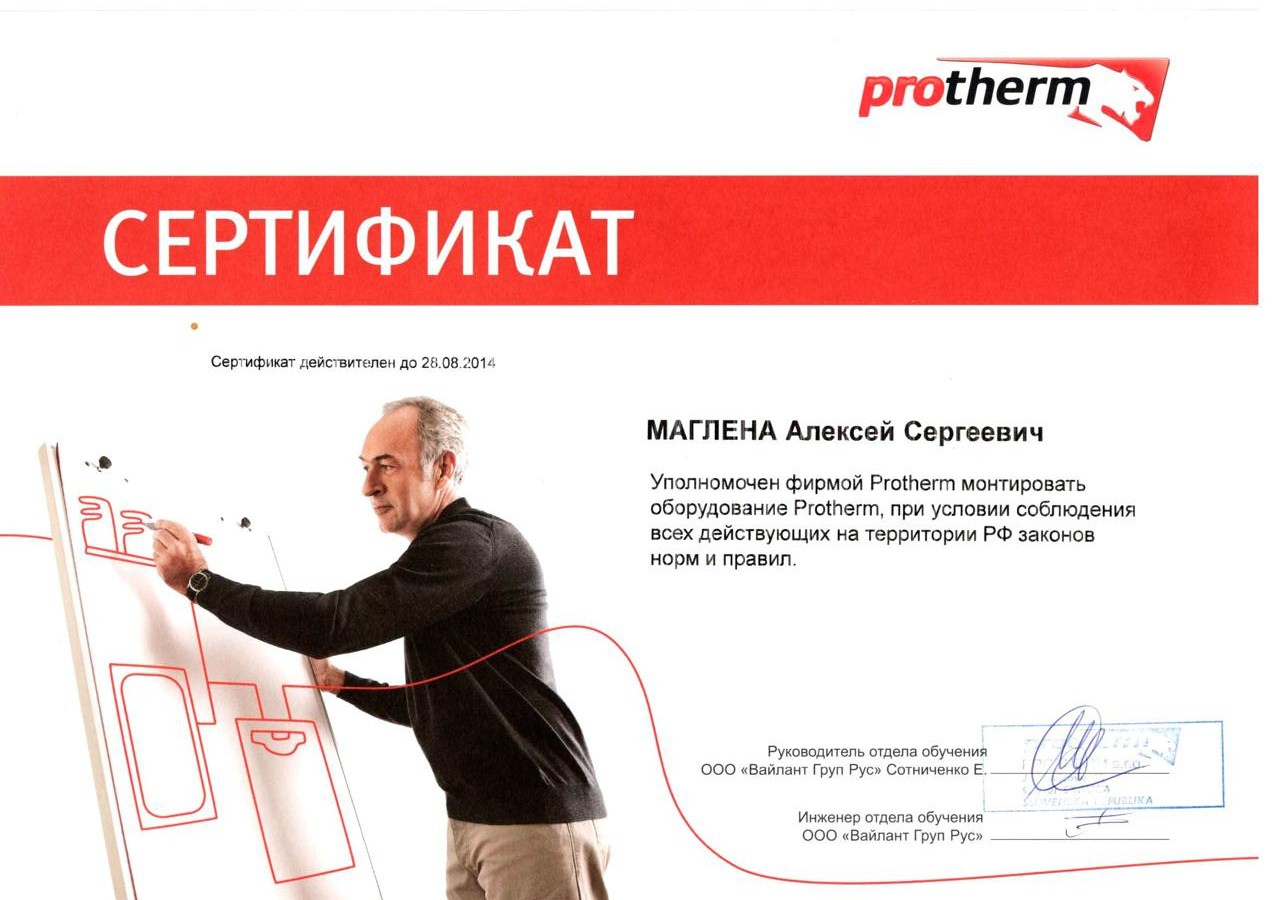 protherm
СЕРТИФИКАТ
Сертификат действителен до 28.08.2014
МАГЛЕНА Алексей Сергеевич
Уполномочен фирмой Protherm монтировать
оборудование Protherm, при условии соблюдения
всех действующих на территории РФ законов
норм и правил.
Руководитель отдела обучения
ООО «Вайлант Груп Рус» Сотниченко Е.
Инженер отдела обучения
ООО «Вайлант Груп Рус»